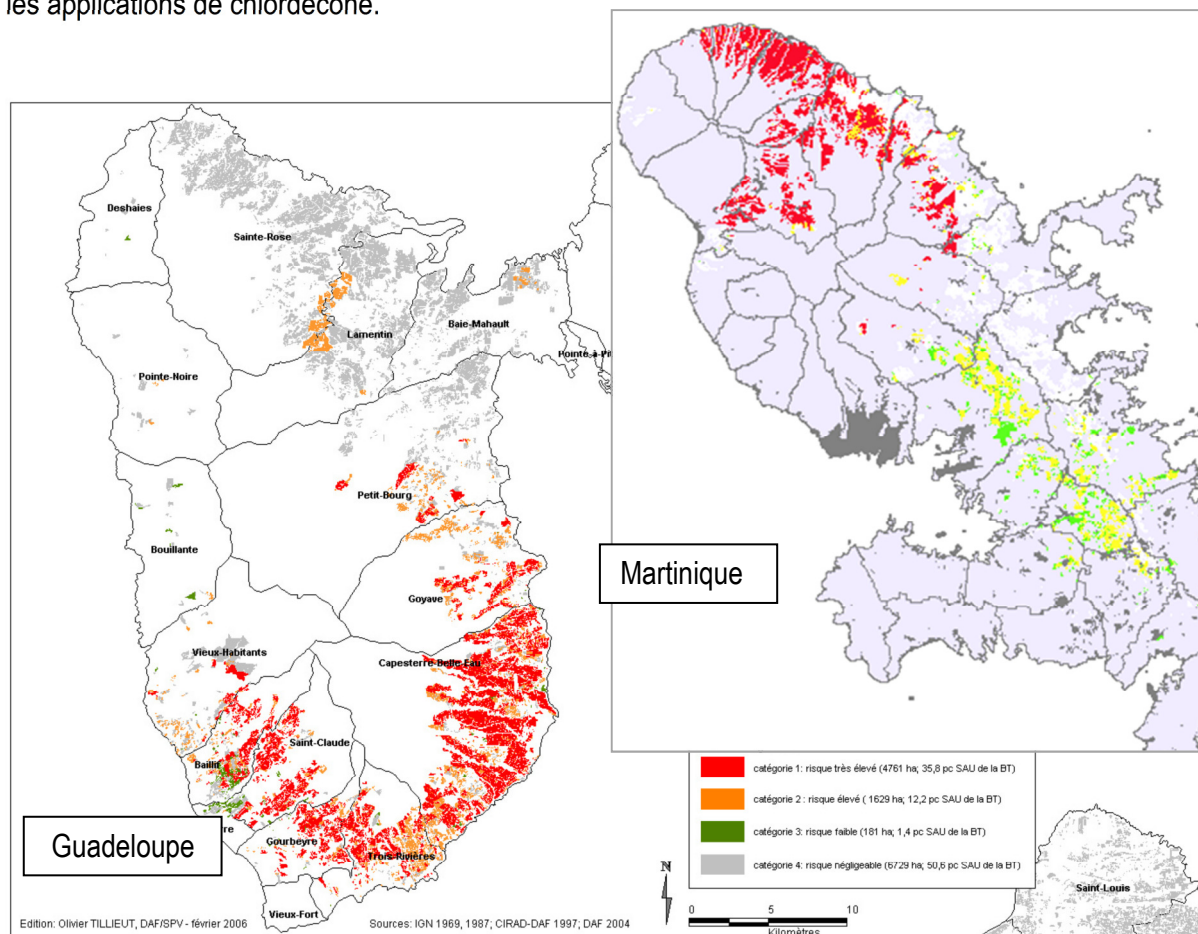 les applications de chlordécone.
Deshaies
Sainte-Rose
Lamentin
Baie-Mahault
Pointe-Noire
Petit-Bourg
Bouillante
Goyave
Martinique
Vieux-Habitants
Capesterre-Belle-Eau
Saint-Claude
Baillif
Gourbeyre
Trois-Rivières
Guadeloupe
Vieux-Fort
Edition: Olivier TILLIEUT, DAF/SPV - février 2006
Sources: IGN 1969, 1987; CIRAD-DAF 1997; DAF 2004
catégorie 1: risque très élevé (4761 ha; 35,8 pc SAU de la BT)
catégorie 2 : risque élevé ( 1629 ha; 12,2 pc SAU de la BT)
catégorie 3: risque faible (181 ha; 1,4 pc SAU de la BT)
catégorie 4: risque négligeable (6729 ha; 50,6 pc SAU de la BT)
N
0 5 10
Kilomètres
Saint-Louis